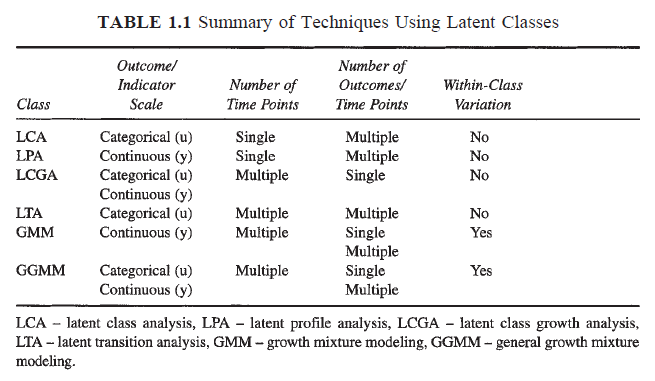 TABLE 1.1 Summary of Techniques Using Latent Classes
Outcome/ Number of
Indicator Number of Outcomes/ Within-Class
Class Scale Time Points Time Points Variation
LCA Categorical (u) Single Multiple No
LPA Continuous (y) Single Multiple No
LCGA Categorical (u) Multiple Single No
Continuous (y)
LTA Categorical (u) Multiple Multiple No
GMM Continuous (y) Multiple Single Yes
Multiple
GGMM Categorical (u) Multiple Single Yes
Continuous (y) Multiple
LCA – latent class analysis, LPA – latent profile analysis, LCGA – latent class growth analysis,
LTA – latent transition analysis, GMM – growth mixture modeling, GGMM – general growth mixture
modeling.